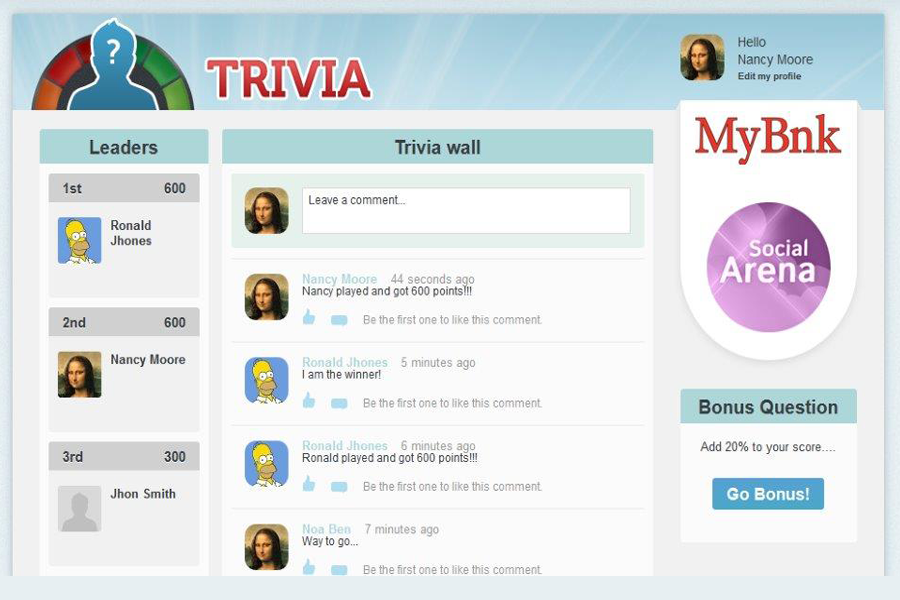 ?
TRIVIA
Hello
Nancy Moore
Edit my profile
Leaders
1st 600
Ronald
Jhones
2nd 600
Nancy Moore
3rd 300
Jhon Smith
Trivia wall
Leave a comment...
Nancy Moore 44 seconds ago
Nancy played and got 600 points!!!
Be the first one to like this comment.
Ronald Jhones 5 minutes ago
I am the winner!
Be the first one to like this comment.
Ronald Jhones 6 minutes ago
Ronald played and got 600 points!!!
Be the first one to like this comment.
Noa Ben 7 minutes ago
Way to go...
Be the first one to like this comment.
MyBnk
Social
Arena
Bonus Question
Add 20% to your score....
Go Bonus!